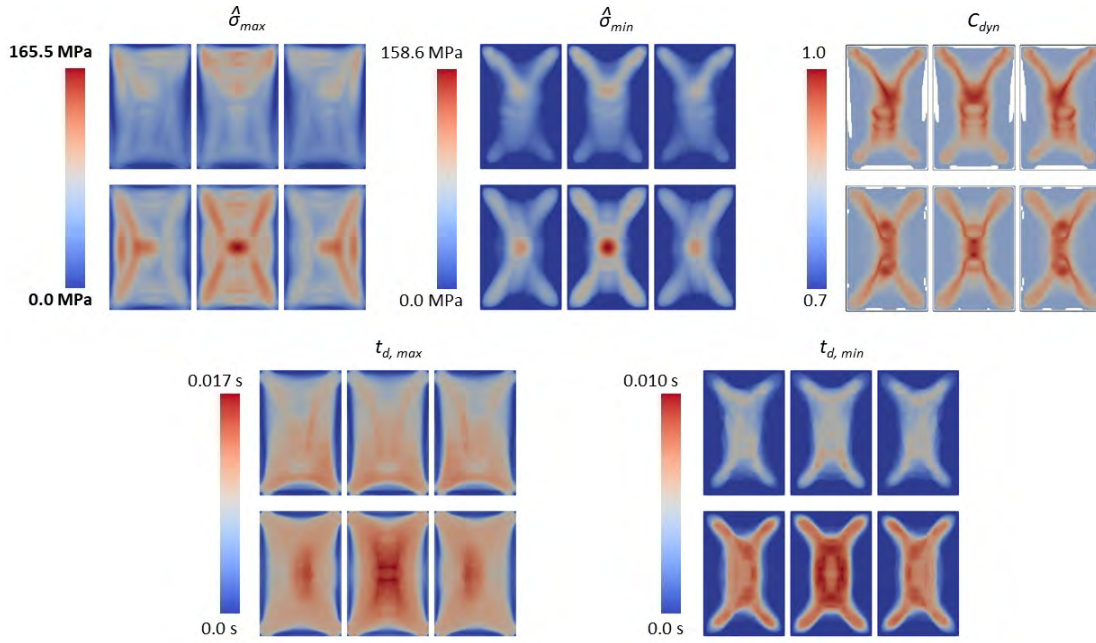 σ̂max
σ̂min
Cdyn
165.5 MPa
158.6 MPa
1.0
0.0 MPa
0.0 MPa
0.7
td, max
td, min
0.017 s
0.010 s
0.0 s
0.0 s